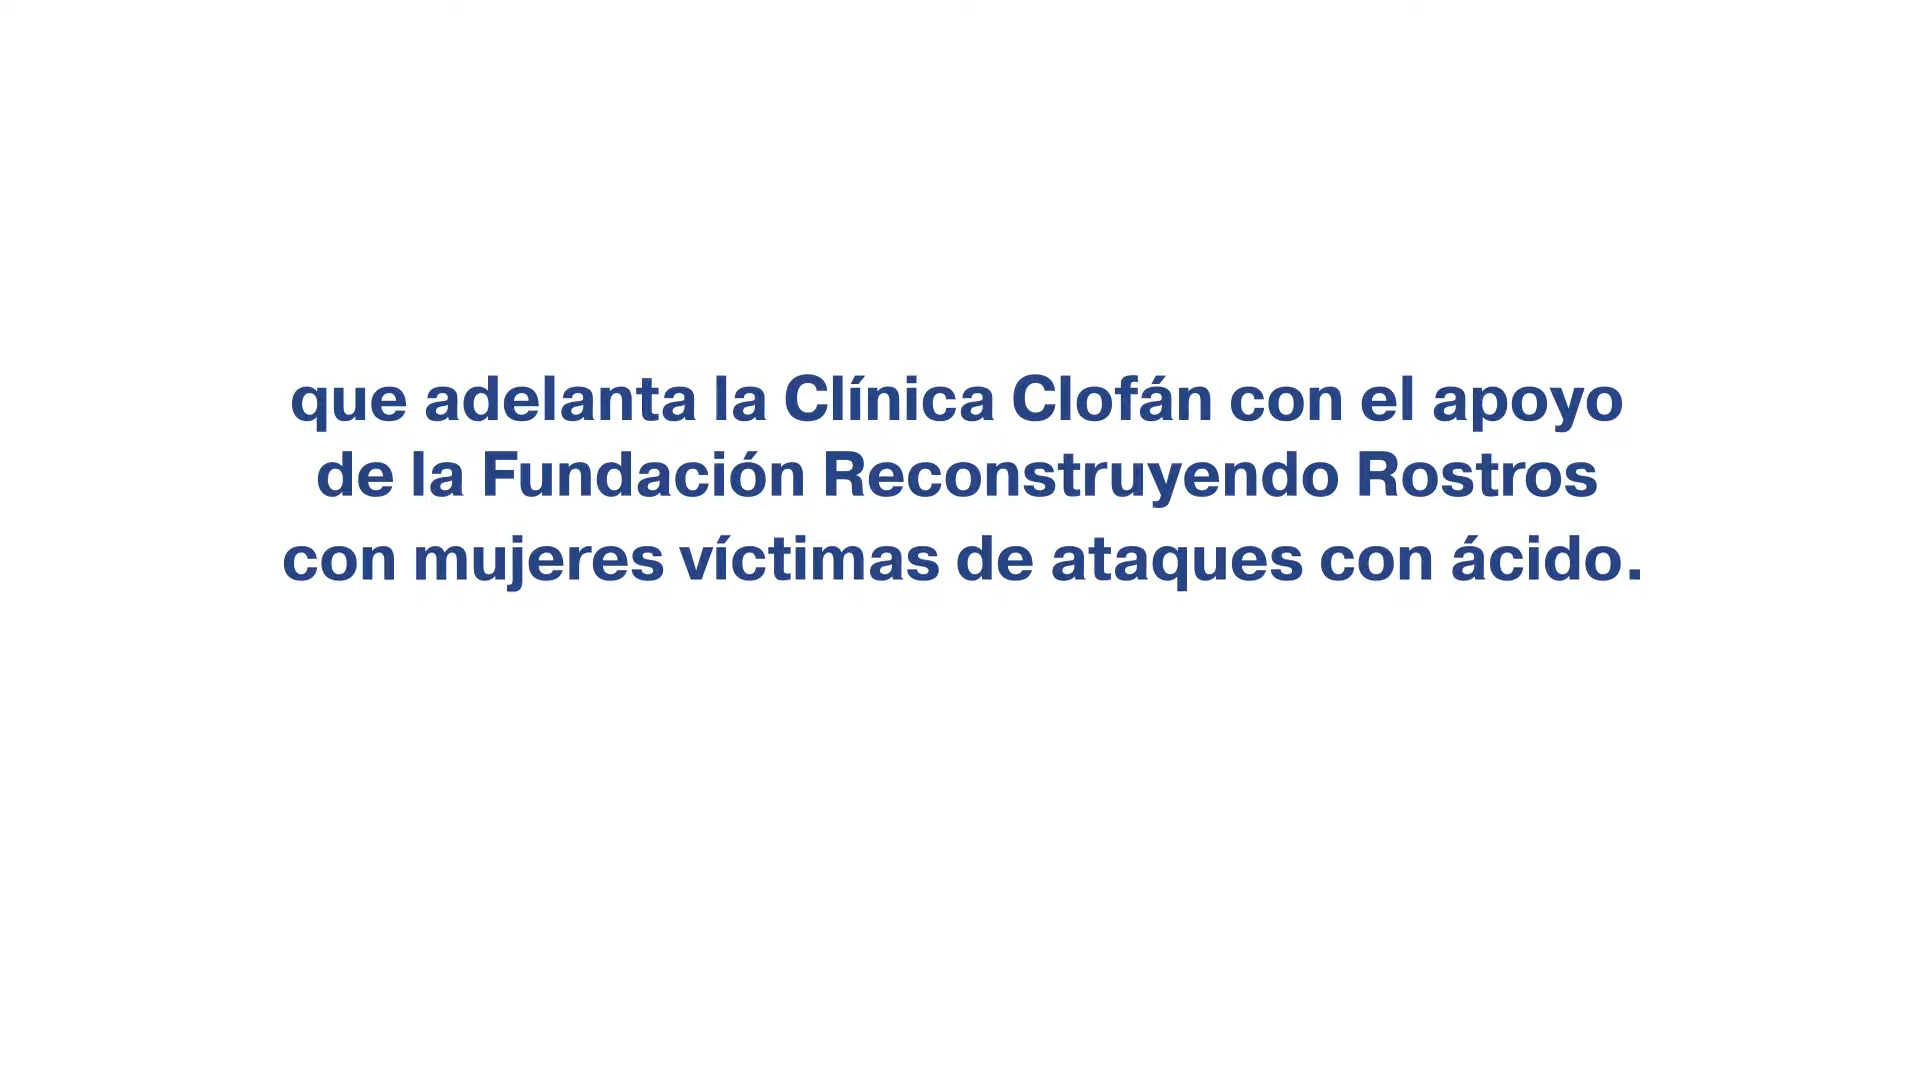 que adelanta la Clínica Clofán con el apoyo
de la Fundación Reconstruyendo Rostros
con mujeres víctimas de ataques con ácido.